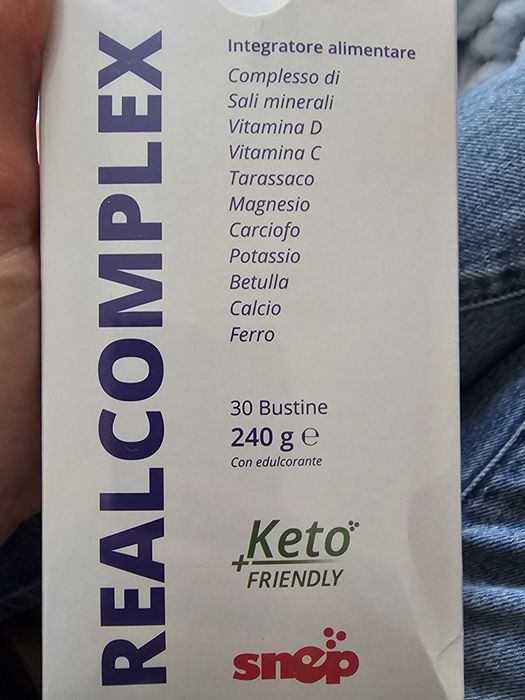 REALCOMPLEX
Integratore alimentare
Complesso di
Sali minerali
Vitamina D
Vitamina C
Tarassaco
Magnesio
Carciofo
Potassio
Betulla
Calcio
Ferro
30 Bustine
240 g ℮
Con edulcorante
+Keto
FRIENDLY
snep